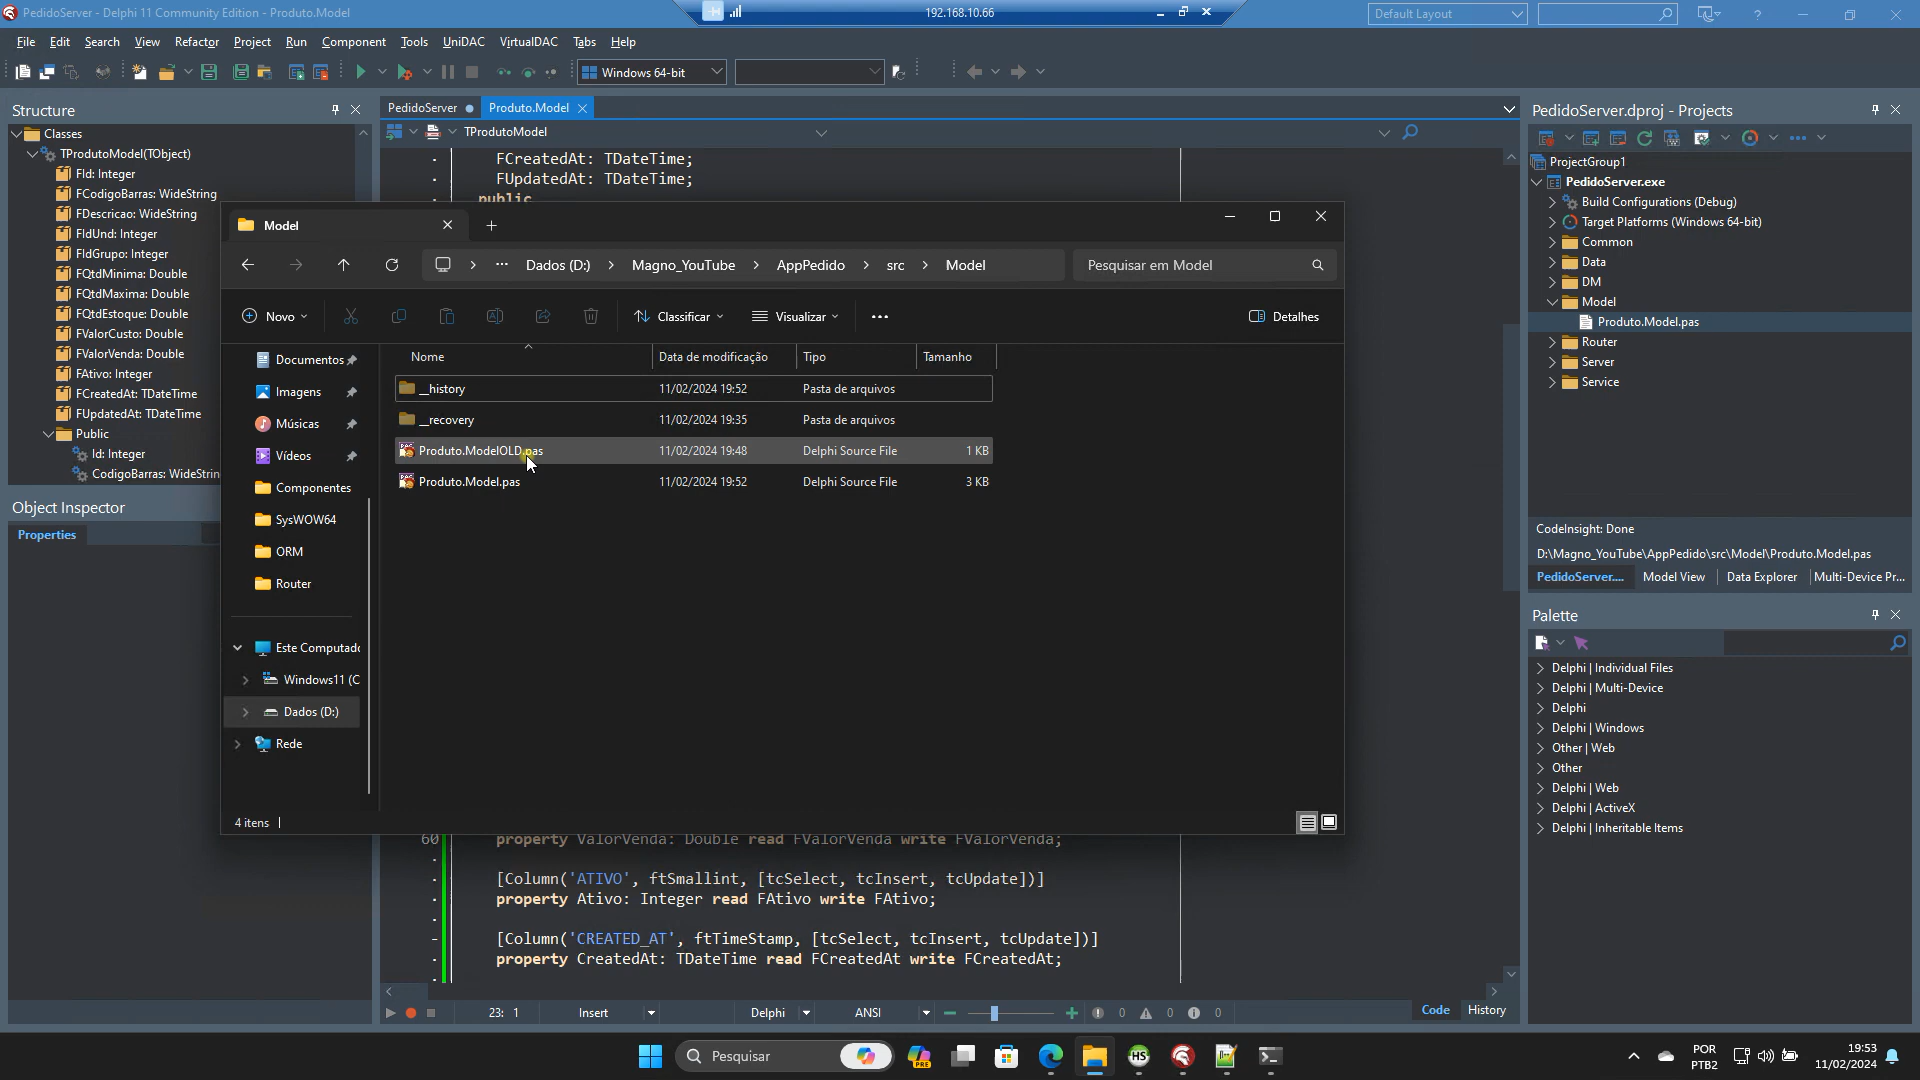 PedidoServer - Delphi 11 Community Edition - Produto.Model
192.168.10.66
Default Layout
File Edit Search View Refactor Project Run Component Tools UniDAC VirtualDAC Tabs Help
Windows 64-bit
Structure
Classes
TProdutoModel(TObject)
FId: Integer
FCodigoBarras: WideString
FDescricao: WideString
FIdUnd: Integer
FIdGrupo: Integer
FQtdMinima: Double
FQtdMaxima: Double
FQtdEstoque: Double
FValorCusto: Double
FValorVenda: Double
FAtivo: Integer
FCreatedAt: TDateTime
FUpdatedAt: TDateTime
Public
Id: Integer
CodigoBarras: WideStrin
Object Inspector
Properties
PedidoServer Produto.Model
TProdutoModel
FCreatedAt: TDateTime;
FUpdatedAt: TDateTime;
public
Model
Dados (D:) Magno_YouTube AppPedido src Model
Pesquisar em Model
Novo Classificar Visualizar Detalhes
Documentos
Imagens
Músicas
Vídeos
Componentes
SysWOW64
ORM
Router
Este Computado
Windows11 (C
Dados (D:)
Rede
Nome Data de modificação Tipo Tamanho
__history 11/02/2024 19:52 Pasta de arquivos
__recovery 11/02/2024 19:35 Pasta de arquivos
Produto.ModelOLD.pas 11/02/2024 19:48 Delphi Source File 1 KB
Produto.Model.pas 11/02/2024 19:52 Delphi Source File 3 KB
4 itens
60 property ValorVenda: Double read FValorVenda write FValorVenda;
[Column('ATIVO', ftSmallint, [tcSelect, tcInsert, tcUpdate])]
property Ativo: Integer read FAtivo write FAtivo;
[Column('CREATED_AT', ftTimeStamp, [tcSelect, tcInsert, tcUpdate])]
property CreatedAt: TDateTime read FCreatedAt write FCreatedAt;
23: 1 Insert Delphi ANSI 0 0 0
Code History
PedidoServer.dproj - Projects
ProjectGroup1
PedidoServer.exe
Build Configurations (Debug)
Target Platforms (Windows 64-bit)
Common
Data
DM
Model
Produto.Model.pas
Router
Server
Service
CodeInsight: Done
D:\Magno_YouTube\AppPedido\src\Model\Produto.Model.pas
PedidoServer.... Model View Data Explorer Multi-Device Pr...
Palette
Delphi | Individual Files
Delphi | Multi-Device
Delphi
Delphi | Windows
Other | Web
Other
Delphi | Web
Delphi | ActiveX
Delphi | Inheritable Items
Pesquisar
PRE
HS
POR
PTB2
19:53
11/02/2024